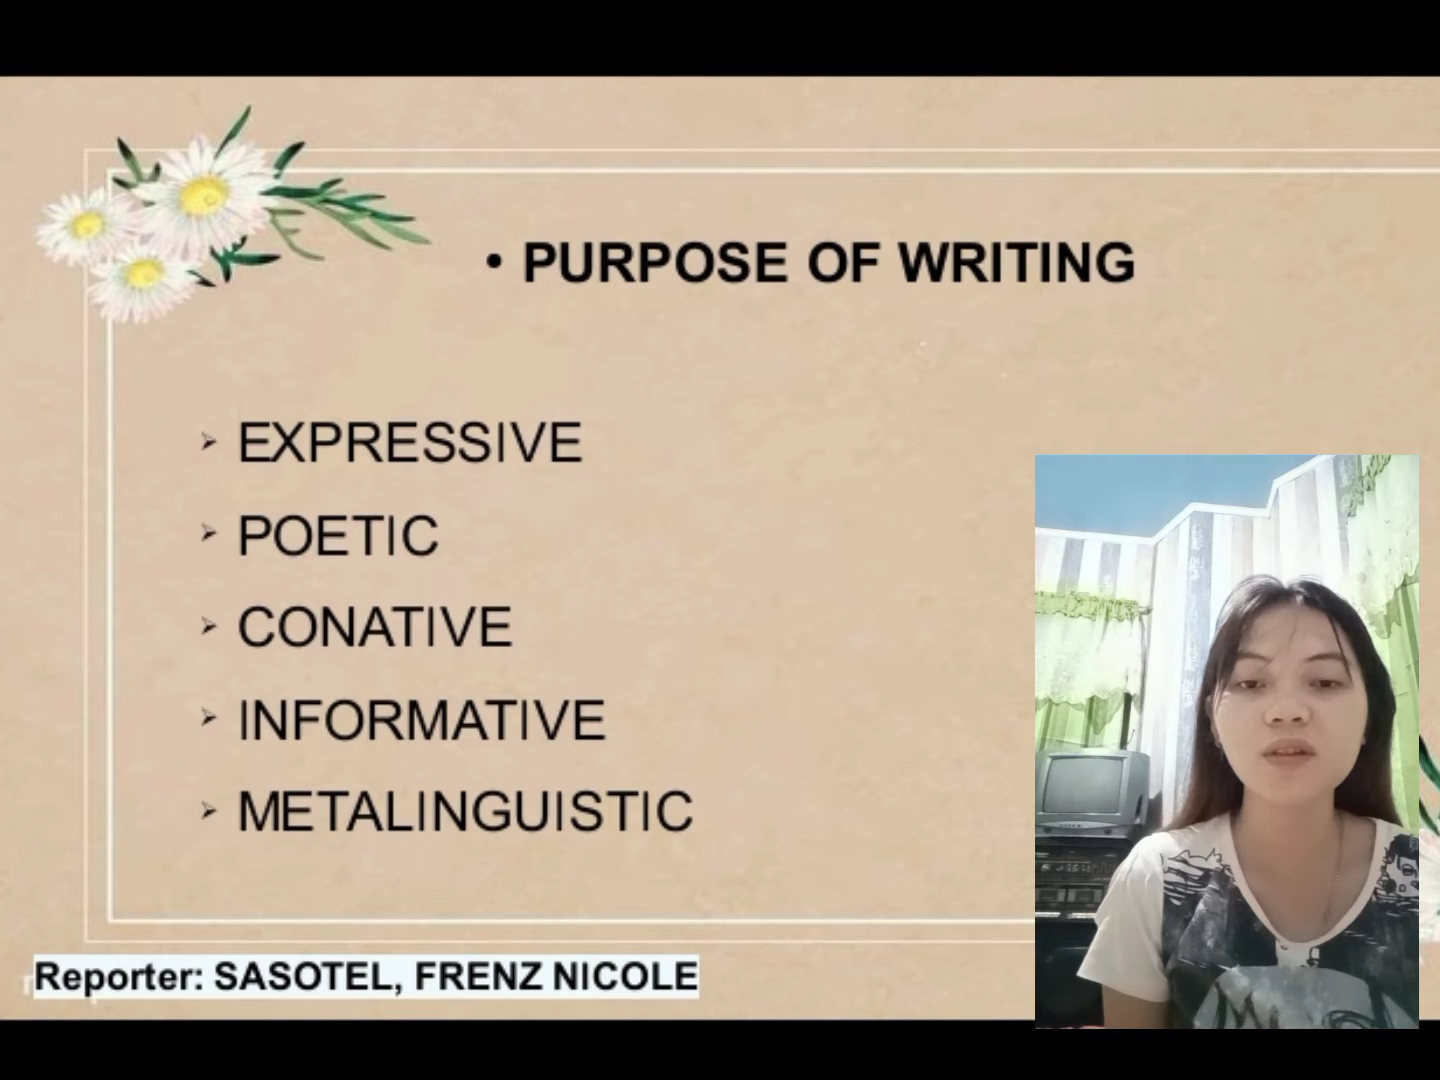 • PURPOSE OF WRITING
➢ EXPRESSIVE
➢ POETIC
➢ CONATIVE
➢ INFORMATIVE
➢ METALINGUISTIC
Reporter: SASOTEL, FRENZ NICOLE